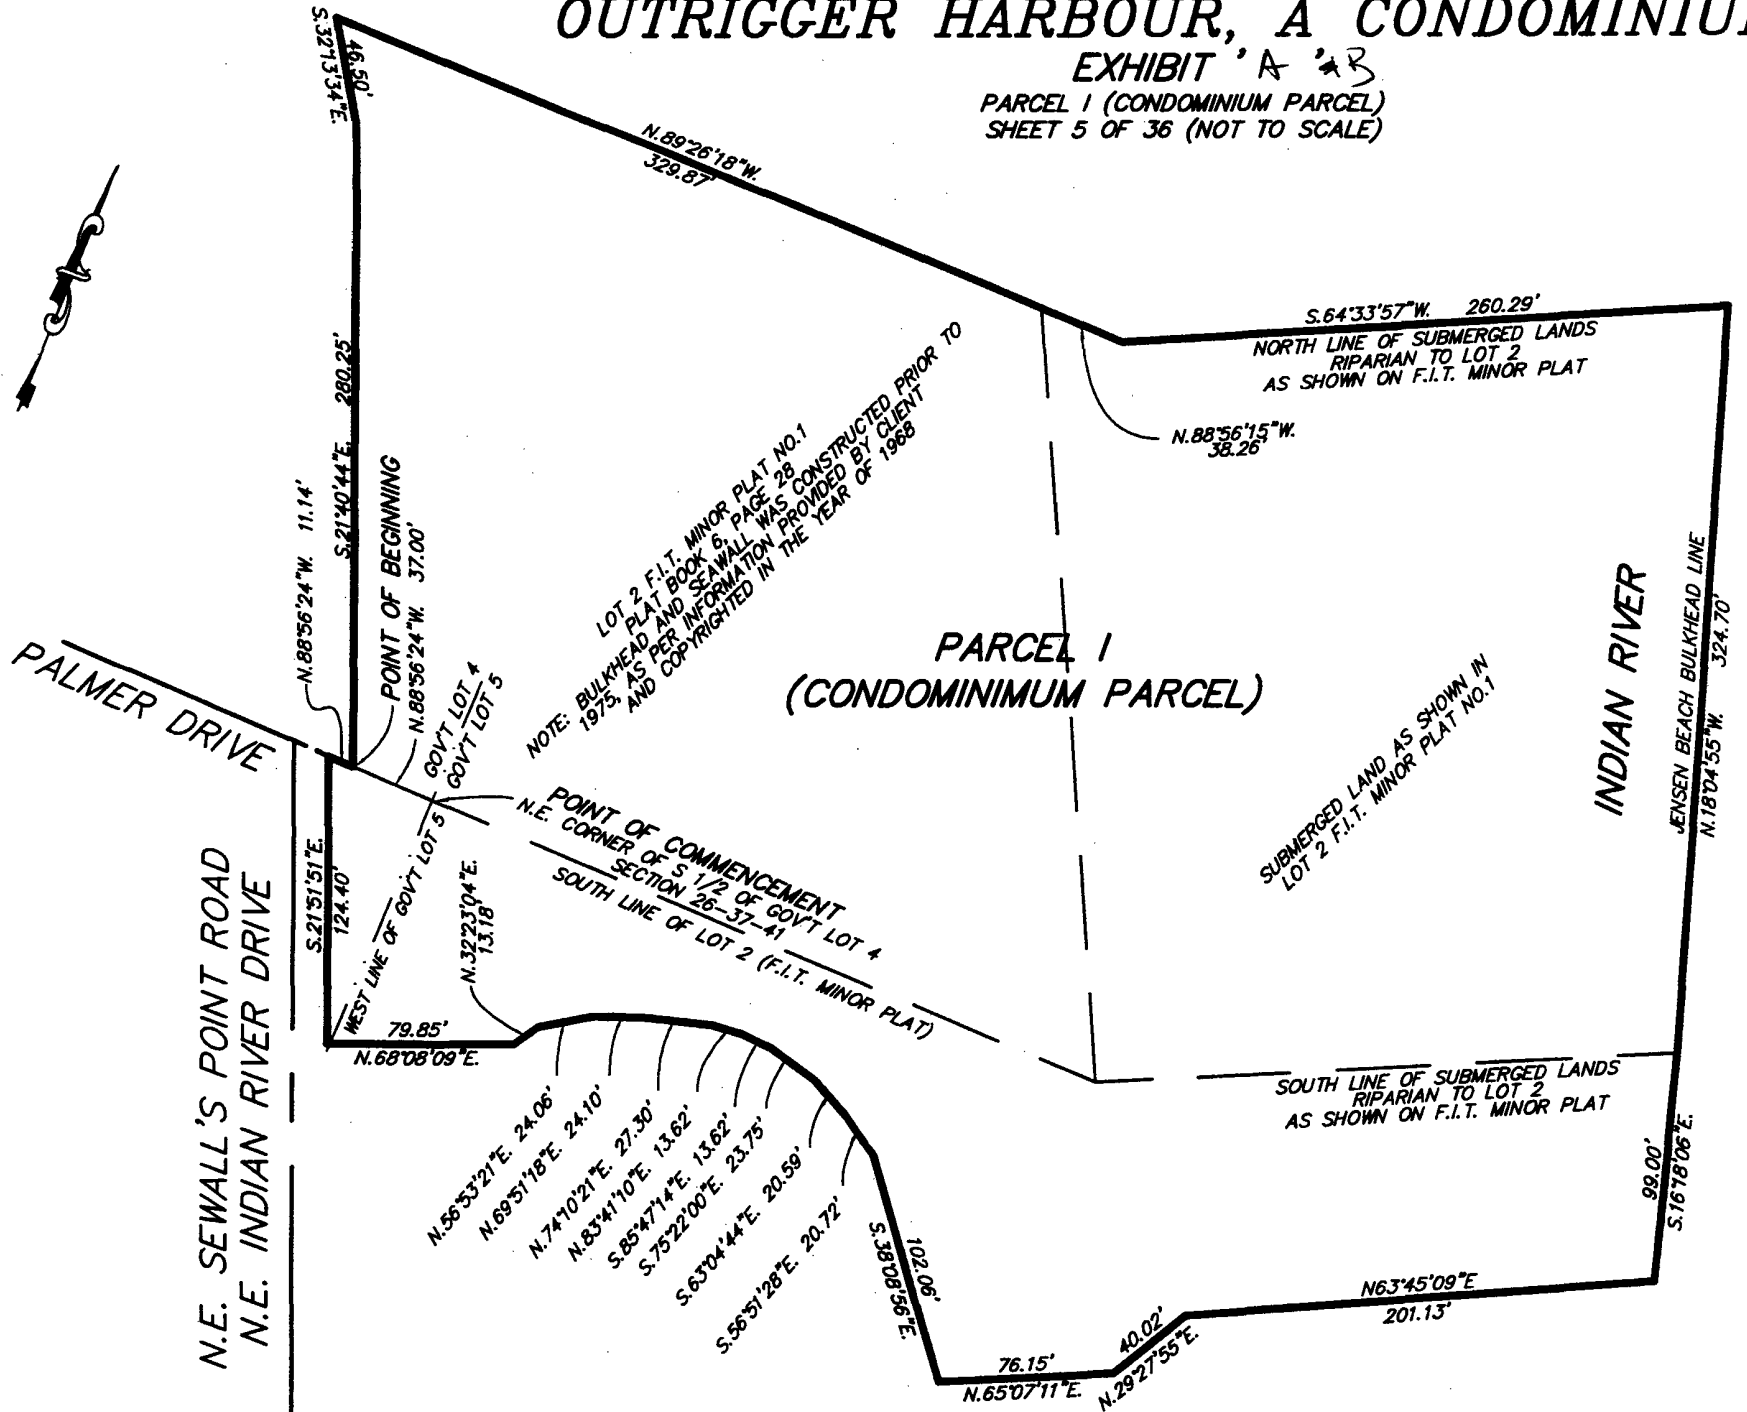 OUTRIGGER HARBOUR, A CONDOMINIU
EXHIBIT ' A ' & B
PARCEL 1 (CONDOMINIUM PARCEL)
SHEET 5 OF 36 (NOT TO SCALE)
S.32°13'34"E.
46.50'
N.89°26'18"W.
329.87'
S.64°33'57"W. 260.29'
NORTH LINE OF SUBMERGED LANDS
RIPARIAN TO LOT 2
AS SHOWN ON F.I.T. MINOR PLAT
N.88°56'15"W.
38.26'
S.21°40'44"E. 280.25'
N.88°56'24"W. 11.14'
POINT OF BEGINNING
N.88°56'24"W. 37.00'
GOV'T LOT 4
GOV'T LOT 5
LOT 2 F.I.T. MINOR PLAT NO.1
PLAT BOOK 6, PAGE 28
NOTE: BULKHEAD AND SEAWALL WAS CONSTRUCTED PRIOR TO
1975, AS PER INFORMATION PROVIDED BY CLIENT
AND COPYRIGHTED IN THE YEAR OF 1968
PARCEL 1
(CONDOMINIMUM PARCEL)
SUBMERGED LAND AS SHOWN IN
LOT 2 F.I.T. MINOR PLAT NO.1
INDIAN RIVER
JENSEN BEACH BULKHEAD LINE
N.18°04'55"W. 324.70'
PALMER DRIVE
POINT OF COMMENCEMENT
N.E. CORNER OF S 1/2 OF GOV'T LOT 4
SECTION 26-37-41
SOUTH LINE OF LOT 2 (F.I.T. MINOR PLAT)
S.21°51'51"E.
124.40'
WEST LINE OF GOV'T LOT 5
N.32°23'04"E.
13.18'
N.E. SEWALL'S POINT ROAD
N.E. INDIAN RIVER DRIVE
79.85'
N.68°08'09"E.
N.56°53'21"E. 24.06'
N.69°51'18"E. 24.10'
N.74°10'21"E. 27.30'
N.83°41'10"E. 13.62'
S.85°47'14"E. 13.62'
S.75°22'00"E. 23.75'
S.63°04'44"E. 20.59'
S.56°51'28"E. 20.72'
SOUTH LINE OF SUBMERGED LANDS
RIPARIAN TO LOT 2
AS SHOWN ON F.I.T. MINOR PLAT
99.00'
S.16°18'06"E.
102.06'
S.38°08'56"E.
N63°45'09"E
201.13'
40.02'
N.29°27'55"E.
76.15'
N.65°07'11"E.